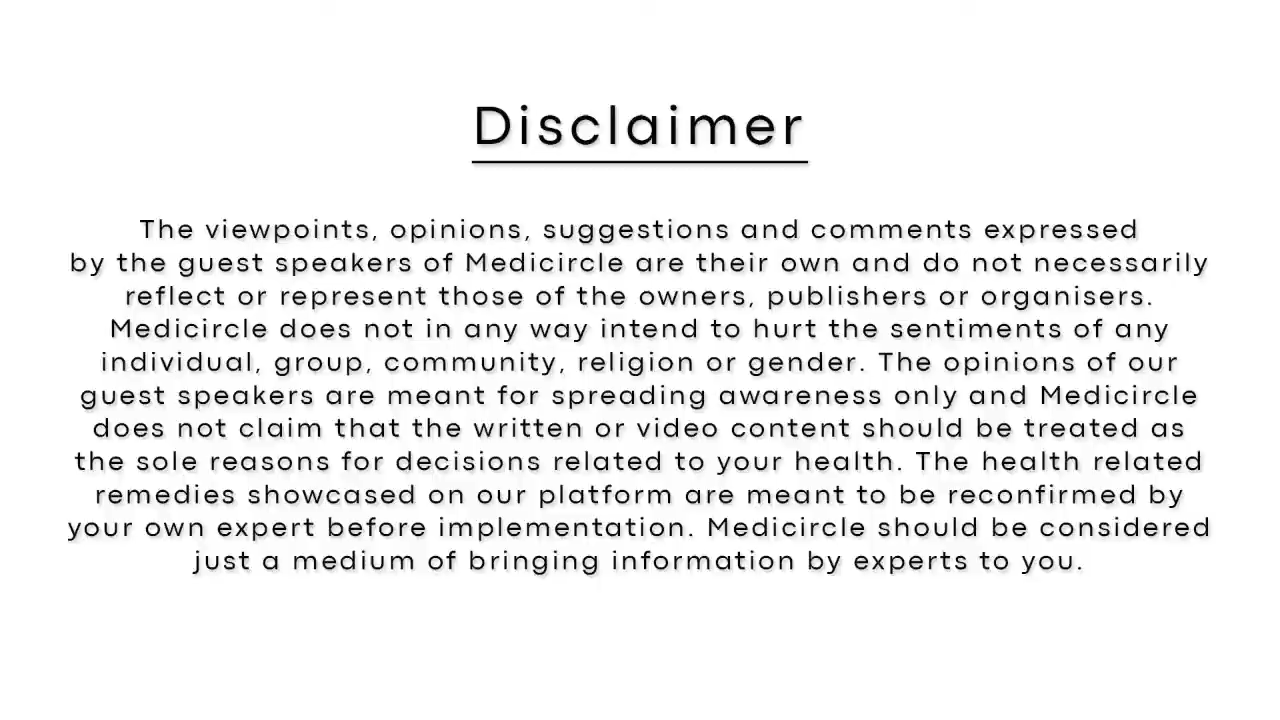 Disclaimer
The viewpoints, opinions, suggestions and comments expressed
by the guest speakers of Medicircle are their own and do not necessarily
reflect or represent those of the owners, publishers or organisers.
Medicircle does not in any way intend to hurt the sentiments of any
individual, group, community, religion or gender. The opinions of our
guest speakers are meant for spreading awareness only and Medicircle
does not claim that the written or video content should be treated as
the sole reasons for decisions related to your health. The health related
remedies showcased on our platform are meant to be reconfirmed by
your own expert before implementation. Medicircle should be considered
just a medium of bringing information by experts to you.